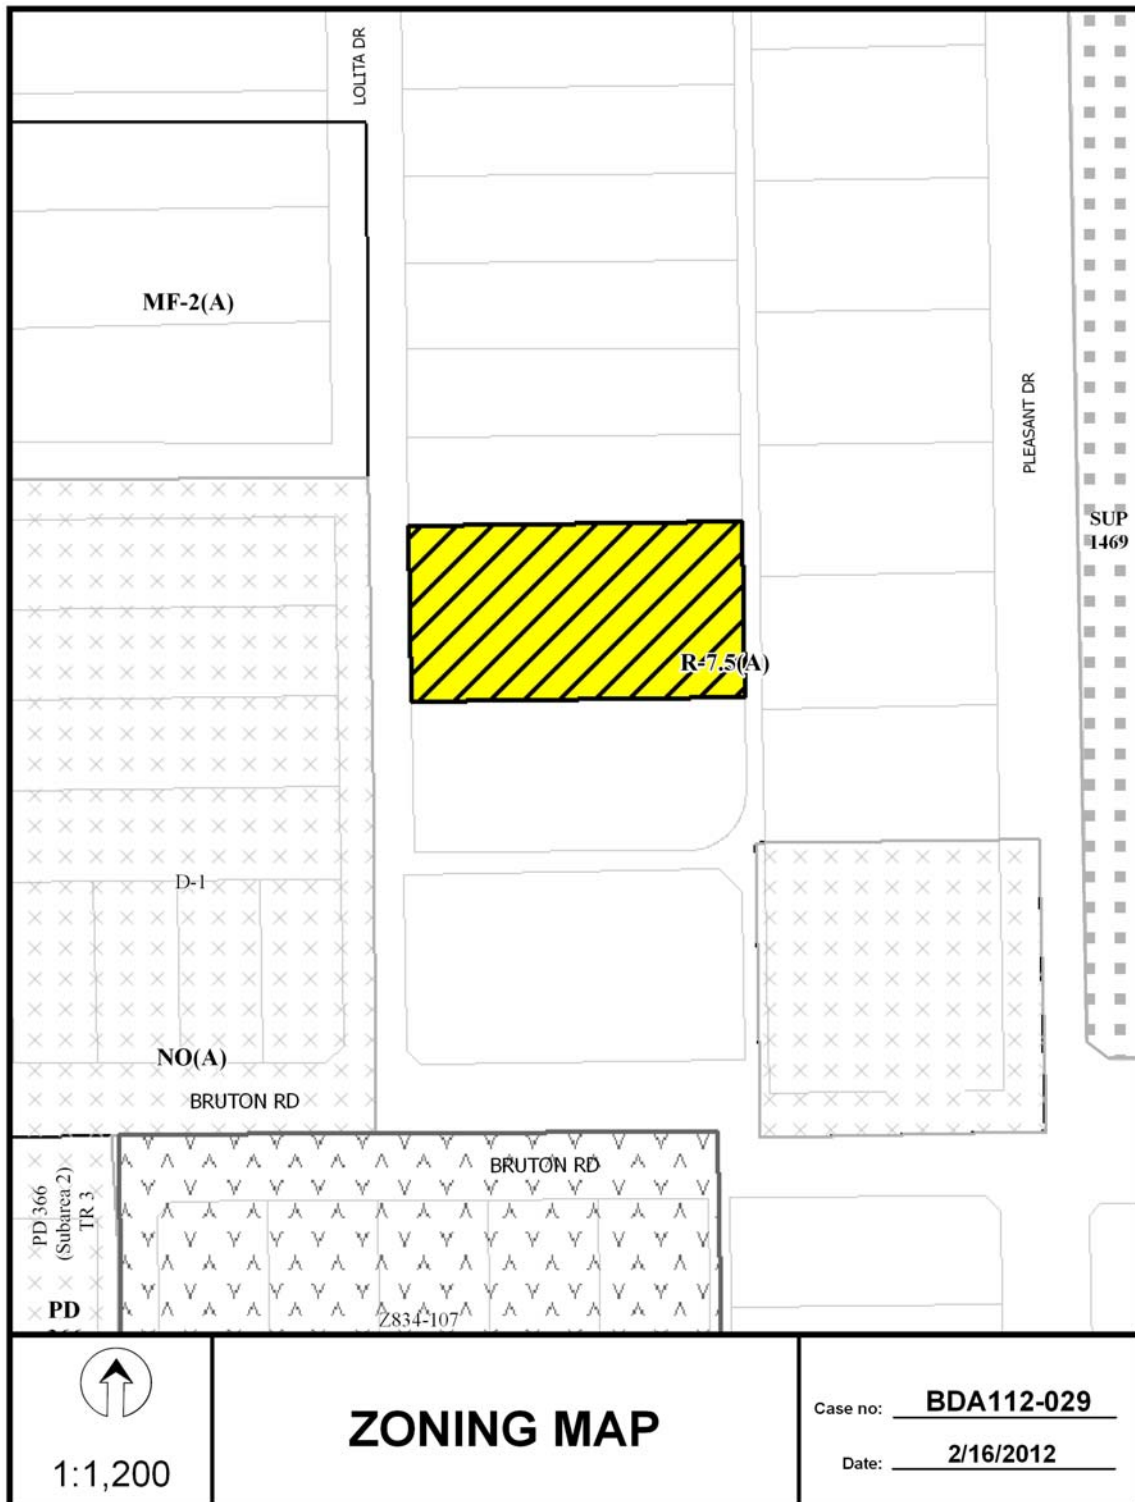 LOLITA DR
MF-2(A)
PLEASANT DR
SUP
1469
R-7.5(A)
D-1
NO(A)
BRUTON RD
BRUTON RD
PD 366
(Subarea 2)
TR 3
PD
Z834-107
1:1,200
ZONING MAP
Case no: BDA112-029
Date: 2/16/2012